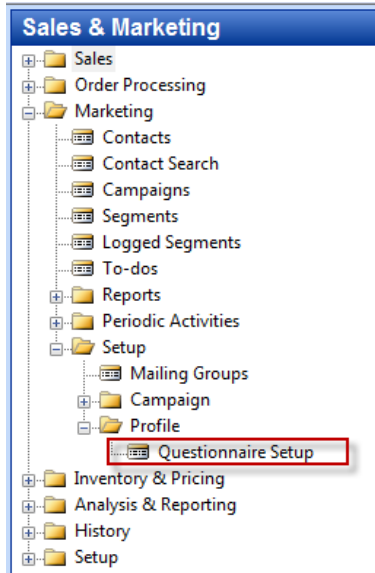 Sales & Marketing
Sales
Order Processing
Marketing
Contacts
Contact Search
Campaigns
Segments
Logged Segments
To-dos
Reports
Periodic Activities
Setup
Mailing Groups
Campaign
Profile
Questionnaire Setup
Inventory & Pricing
Analysis & Reporting
History
Setup